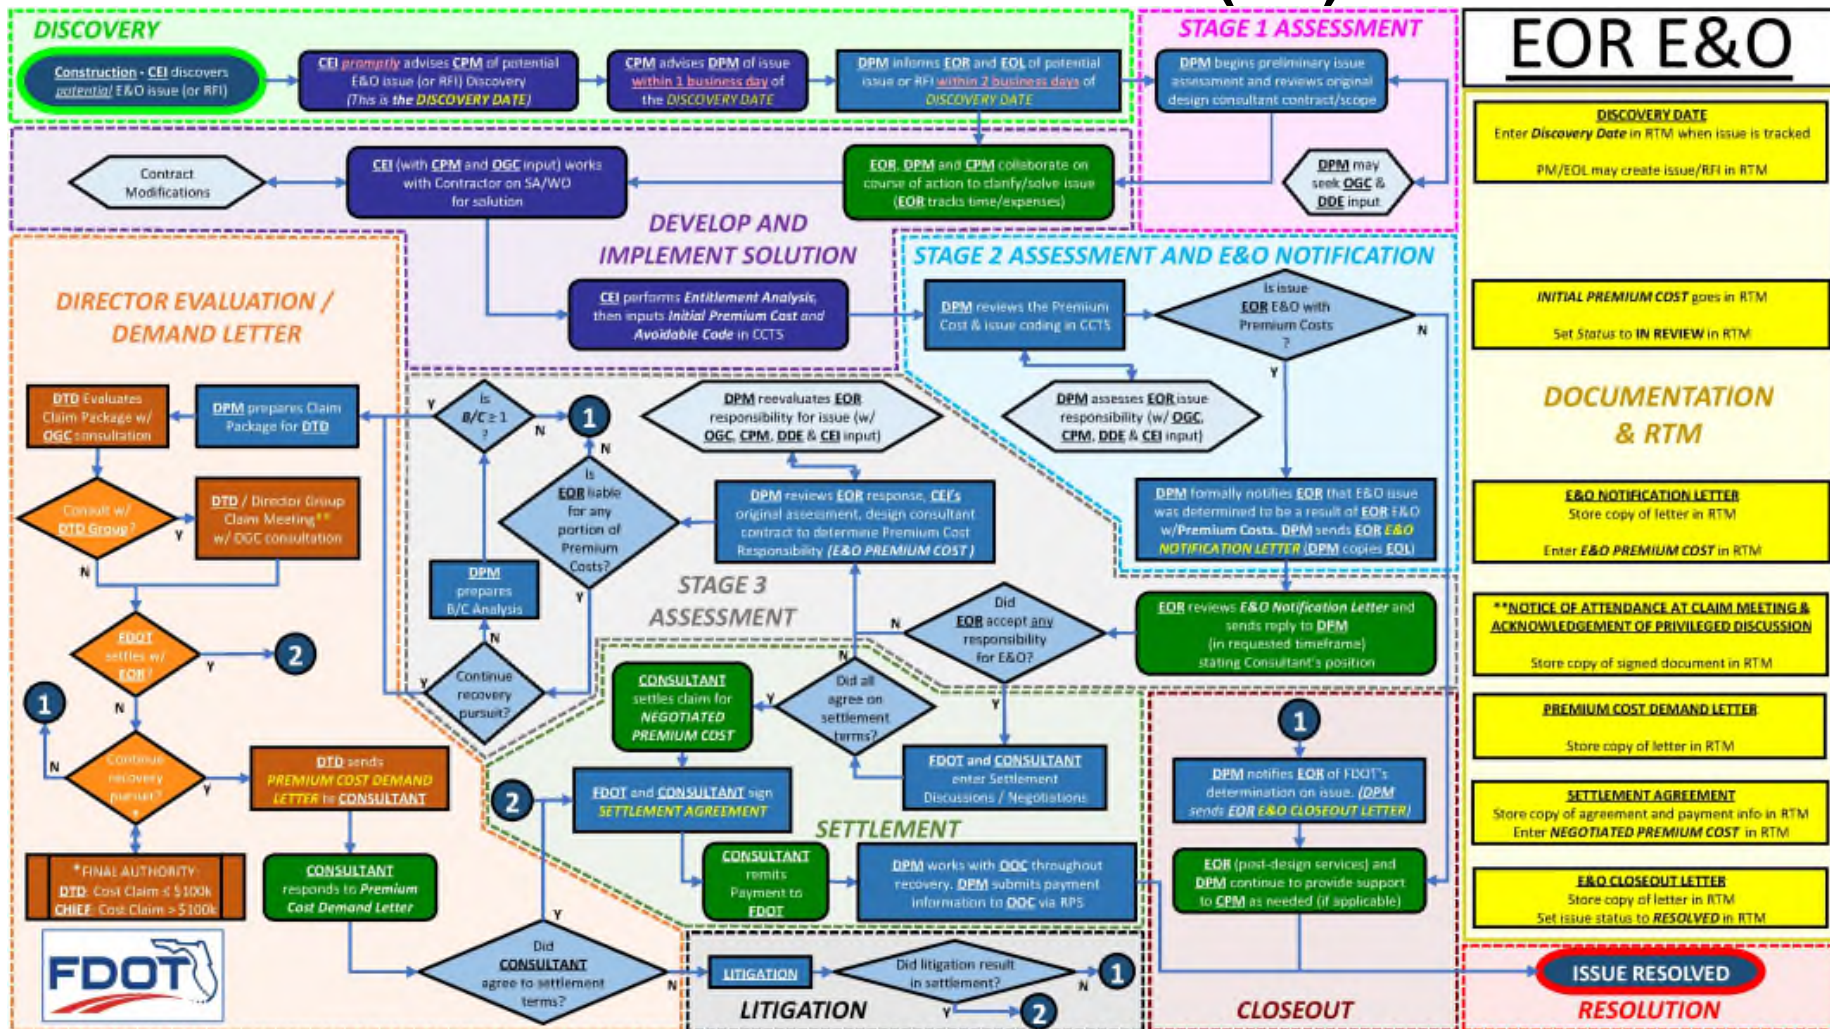 DISCOVERY
Construction - CEI discovers
potential E&O issue (or RFI)
CEI promptly advises CPM of potential
E&O issue (or RFI) Discovery
(This is the DISCOVERY DATE)
CPM advises DPM of issue
within 1 business day of
the DISCOVERY DATE
DPM informs EOR and EOL of potential
issue or RFI within 2 business days of
DISCOVERY DATE
STAGE 1 ASSESSMENT
DPM begins preliminary issue
assessment and reviews original
design consultant contract/scope
DPM may
seek OGC &
DDE input
EOR E&O
Contract
Modifications
CEI (with CPM and OGC input) works
with Contractor on SA/WO
for solution
EOR, DPM and CPM collaborate on
course of action to clarify/solve issue
(EOR tracks time/expenses)
DEVELOP AND
IMPLEMENT SOLUTION
CEI performs Entitlement Analysis,
then inputs Initial Premium Cost and
Avoidable Code in CCTS
STAGE 2 ASSESSMENT AND E&O NOTIFICATION
DPM reviews the Premium
Cost & issue coding in CCTS
Is issue
EOR E&O with
Premium Costs
?
N
Y
DPM assesses EOR issue
responsibility (w/ OGC,
CPM, DDE & CEI input)
DPM formally notifies EOR that E&O issue
was determined to be a result of EOR E&O
w/Premium Costs. DPM sends EOR E&O
NOTIFICATION LETTER (DPM copies EOL)
DIRECTOR EVALUATION /
DEMAND LETTER
DTD Evaluates
Claim Package w/
OGC consultation
DPM prepares Claim
Package for DTD
Consult w/
DTD Group?
Y
N
DTD / Director Group
Claim Meeting**
w/ OGC consultation
FDOT
settles w/
EOR?
Y
2
N
1
N
Continue
recovery
pursuit?
*
Y
DTD sends
PREMIUM COST DEMAND
LETTER to CONSULTANT
*FINAL AUTHORITY:
DTD: Cost Claim ≤ $100k
CHIEF: Cost Claim > $100k
CONSULTANT
responds to Premium
Cost Demand Letter
FDOT
Did
CONSULTANT
agree to settlement
terms?
Y
N
STAGE 3
ASSESSMENT
Y
Is
B/C ≥ 1
?
N
1
N
Is
EOR liable
for any
portion of
Premium
Costs?
Y
DPM reevaluates EOR
responsibility for issue (w/
OGC, CPM, DDE & CEI input)
DPM reviews EOR response, CEI's
original assessment, design consultant
contract to determine Premium Cost
Responsibility (E&O PREMIUM COST )
DPM
prepares
B/C Analysis
N
Y
Continue
recovery
pursuit?
Did
EOR accept any
responsibility
for E&O?
N
Y
EOR reviews E&O Notification Letter and
sends reply to DPM
(in requested timeframe)
stating Consultant's position
SETTLEMENT
CONSULTANT
settles claim for
NEGOTIATED
PREMIUM COST
Y
N
Did all
agree on
settlement
terms?
FDOT and CONSULTANT
enter Settlement
Discussions / Negotiations
2
FDOT and CONSULTANT sign
SETTLEMENT AGREEMENT
CONSULTANT
remits
Payment to
FDOT
DPM works with OOC throughout
recovery. DPM submits payment
information to OOC via RPS
LITIGATION
LITIGATION
Did litigation result
in settlement?
N
1
Y
2
CLOSEOUT
1
DPM notifies EOR of FDOT's
determination on issue. (DPM
sends EOR E&O CLOSEOUT LETTER)
EOR (post-design services) and
DPM continue to provide support
to CPM as needed (if applicable)
DISCOVERY DATE
Enter Discovery Date in RTM when issue is tracked
PM/EOL may create issue/RFI in RTM
INITIAL PREMIUM COST goes in RTM
Set Status to IN REVIEW in RTM
DOCUMENTATION
& RTM
E&O NOTIFICATION LETTER
Store copy of letter in RTM
Enter E&O PREMIUM COST in RTM
**NOTICE OF ATTENDANCE AT CLAIM MEETING &
ACKNOWLEDGEMENT OF PRIVILEGED DISCUSSION
Store copy of signed document in RTM
PREMIUM COST DEMAND LETTER
Store copy of letter in RTM
SETTLEMENT AGREEMENT
Store copy of agreement and payment info in RTM
Enter NEGOTIATED PREMIUM COST in RTM
E&O CLOSEOUT LETTER
Store copy of letter in RTM
Set issue status to RESOLVED in RTM
ISSUE RESOLVED
RESOLUTION